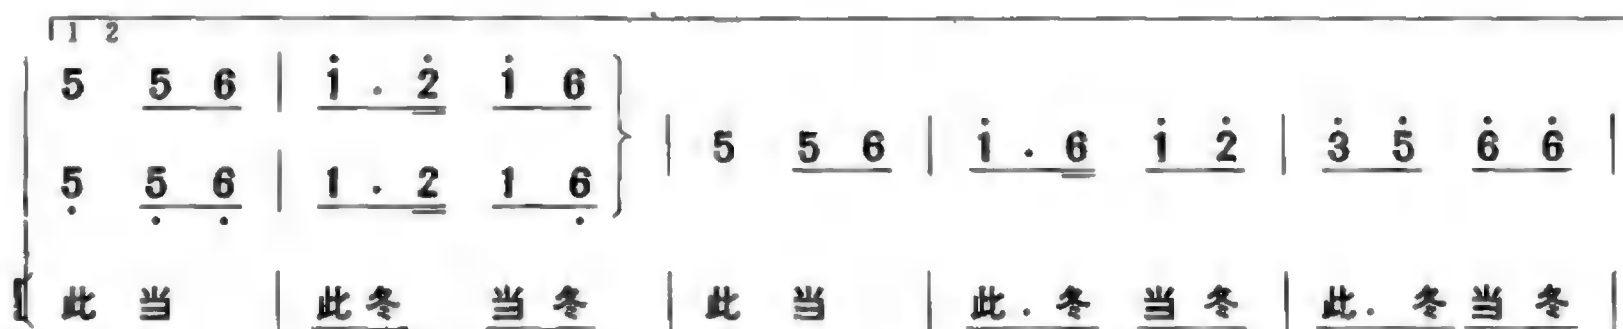 1 2
5 5 6 | i . 2̇ i 6
| 5 5 6 | i . 6 i 2̇ | 3̇ 5̇ 6̇ 6̇ |
5̣ 5̣ 6̣ | 1 . 2 1 6̣
此 当 | 此 冬 当 冬 | 此 当 | 此 . 冬 当 冬 | 此 . 冬 当 冬 |